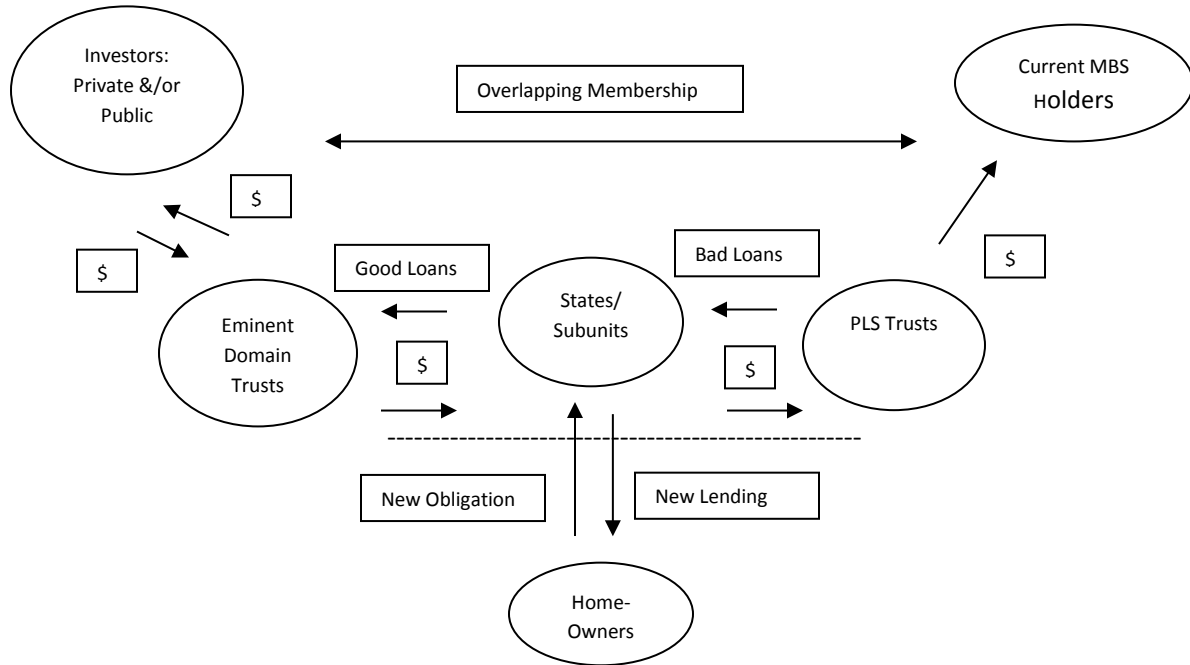 Investors:
Private &/or
Public
Overlapping Membership
Current MBS
Holders
$
$
$
Good Loans
Bad Loans
Eminent
Domain
Trusts
States/
Subunits
PLS Trusts
$
$
New Obligation
New Lending
Home-
Owners